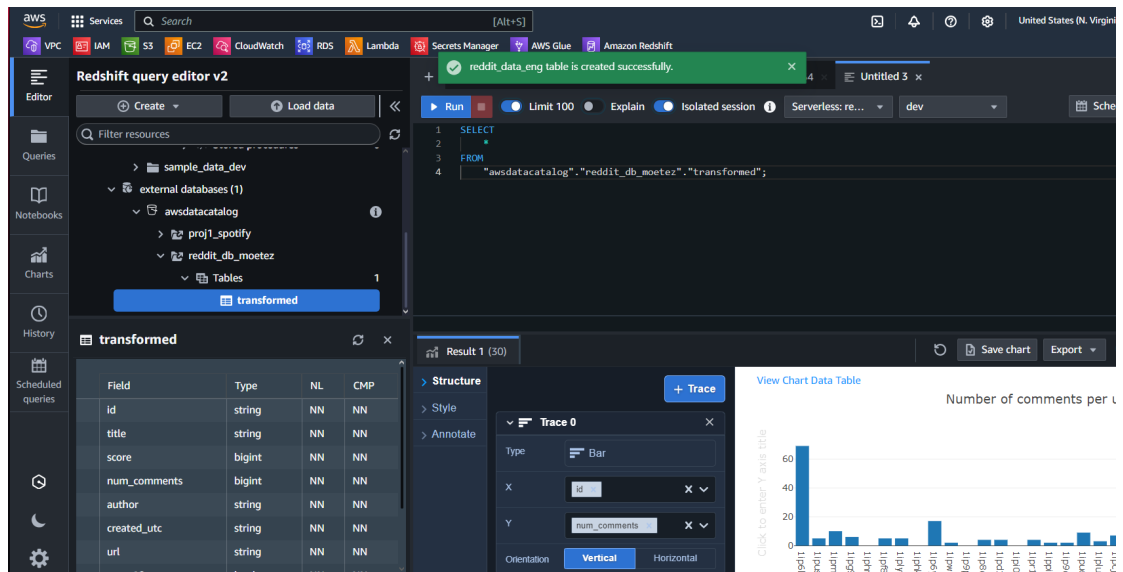 aws
Services
Search
[Alt+S]
United States (N. Virgini
VPC
IAM
S3
EC2
CloudWatch
RDS
Lambda
Secrets Manager
AWS Glue
Amazon Redshift
Editor
Queries
Notebooks
Charts
History
Scheduled
queries
Redshift query editor v2
Create
Load data
Filter resources
sample_data_dev
external databases (1)
awsdatacatalog
proj1_spotify
reddit_db_moetez
Tables
1
transformed
reddit_data_eng table is created successfully.
Untitled 3
Run
Limit 100
Explain
Isolated session
Serverless: re...
dev
Sche
1 SELECT
2 *
3 FROM
4 "awsdatacatalog"."reddit_db_moetez"."transformed";
transformed
Field Type NL CMP
id string NN NN
title string NN NN
score bigint NN NN
num_comments bigint NN NN
author string NN NN
created_utc string NN NN
url string NN NN
Result 1 (30)
Save chart
Export
Structure
Style
Annotate
+ Trace
Trace 0
Type
Bar
X
id
Y
num_comments
Orientation
Vertical
Horizontal
View Chart Data Table
Number of comments per u
Click to enter Y axis title
60
40
20
0